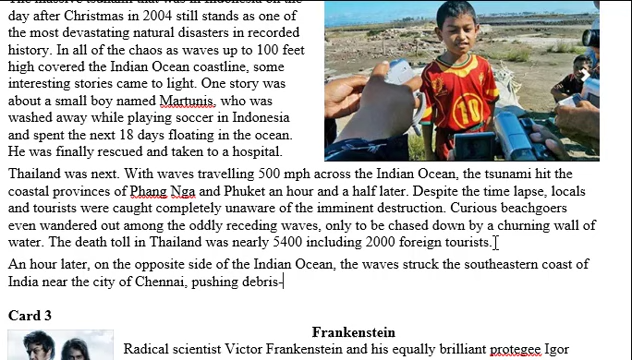 The massive tsunami that was in Indonesia on the
day after Christmas in 2004 still stands as one of
the most devastating natural disasters in recorded
history. In all of the chaos as waves up to 100 feet
high covered the Indian Ocean coastline, some
interesting stories came to light. One story was
about a small boy named Martunis, who was
washed away while playing soccer in Indonesia
and spent the next 18 days floating in the ocean.
He was finally rescued and taken to a hospital.
10
Thailand was next. With waves travelling 500 mph across the Indian Ocean, the tsunami hit the
coastal provinces of Phang Nga and Phuket an hour and a half later. Despite the time lapse, locals
and tourists were caught completely unaware of the imminent destruction. Curious beachgoers
even wandered out among the oddly receding waves, only to be chased down by a churning wall of
water. The death toll in Thailand was nearly 5400 including 2000 foreign tourists.
An hour later, on the opposite side of the Indian Ocean, the waves struck the southeastern coast of
India near the city of Chennai, pushing debris-
Card 3
Frankenstein
Radical scientist Victor Frankenstein and his equally brilliant protegee Igor